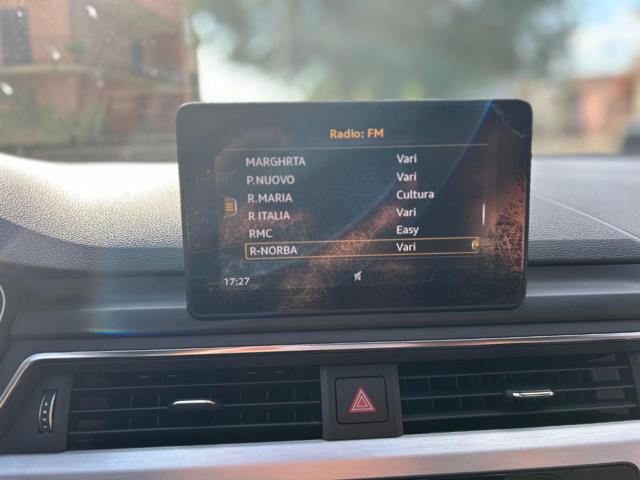 Radio: FM
MARGHRTA Vari
P.NUOVO Vari
R.MARIA Cultura
R ITALIA Vari
RMC Easy
R-NORBA Vari
17:27